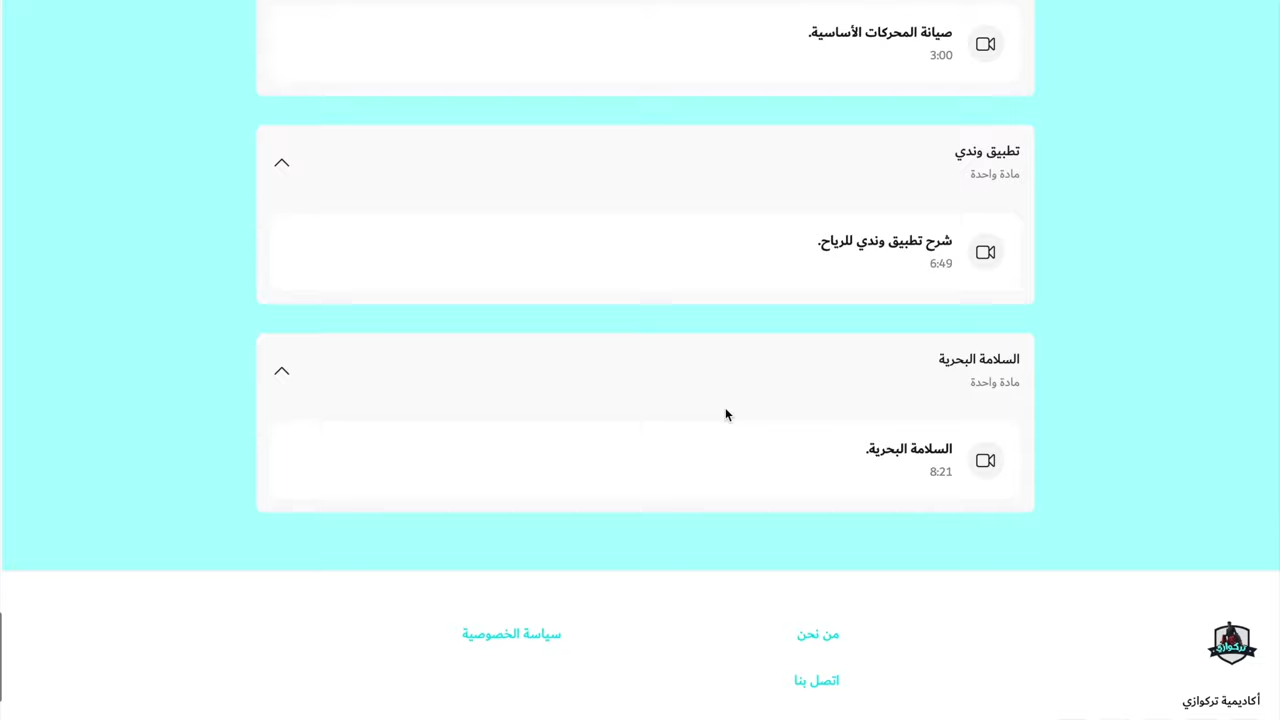 صيانة المحركات الأساسية.
3:00
تطبيق وندي
مادة واحدة
شرح تطبيق وندي للرياح.
6:49
السلامة البحرية
مادة واحدة
السلامة البحرية.
8:21
تركوازي
أكاديمية تركوازي
من نحن
اتصل بنا
سياسة الخصوصية